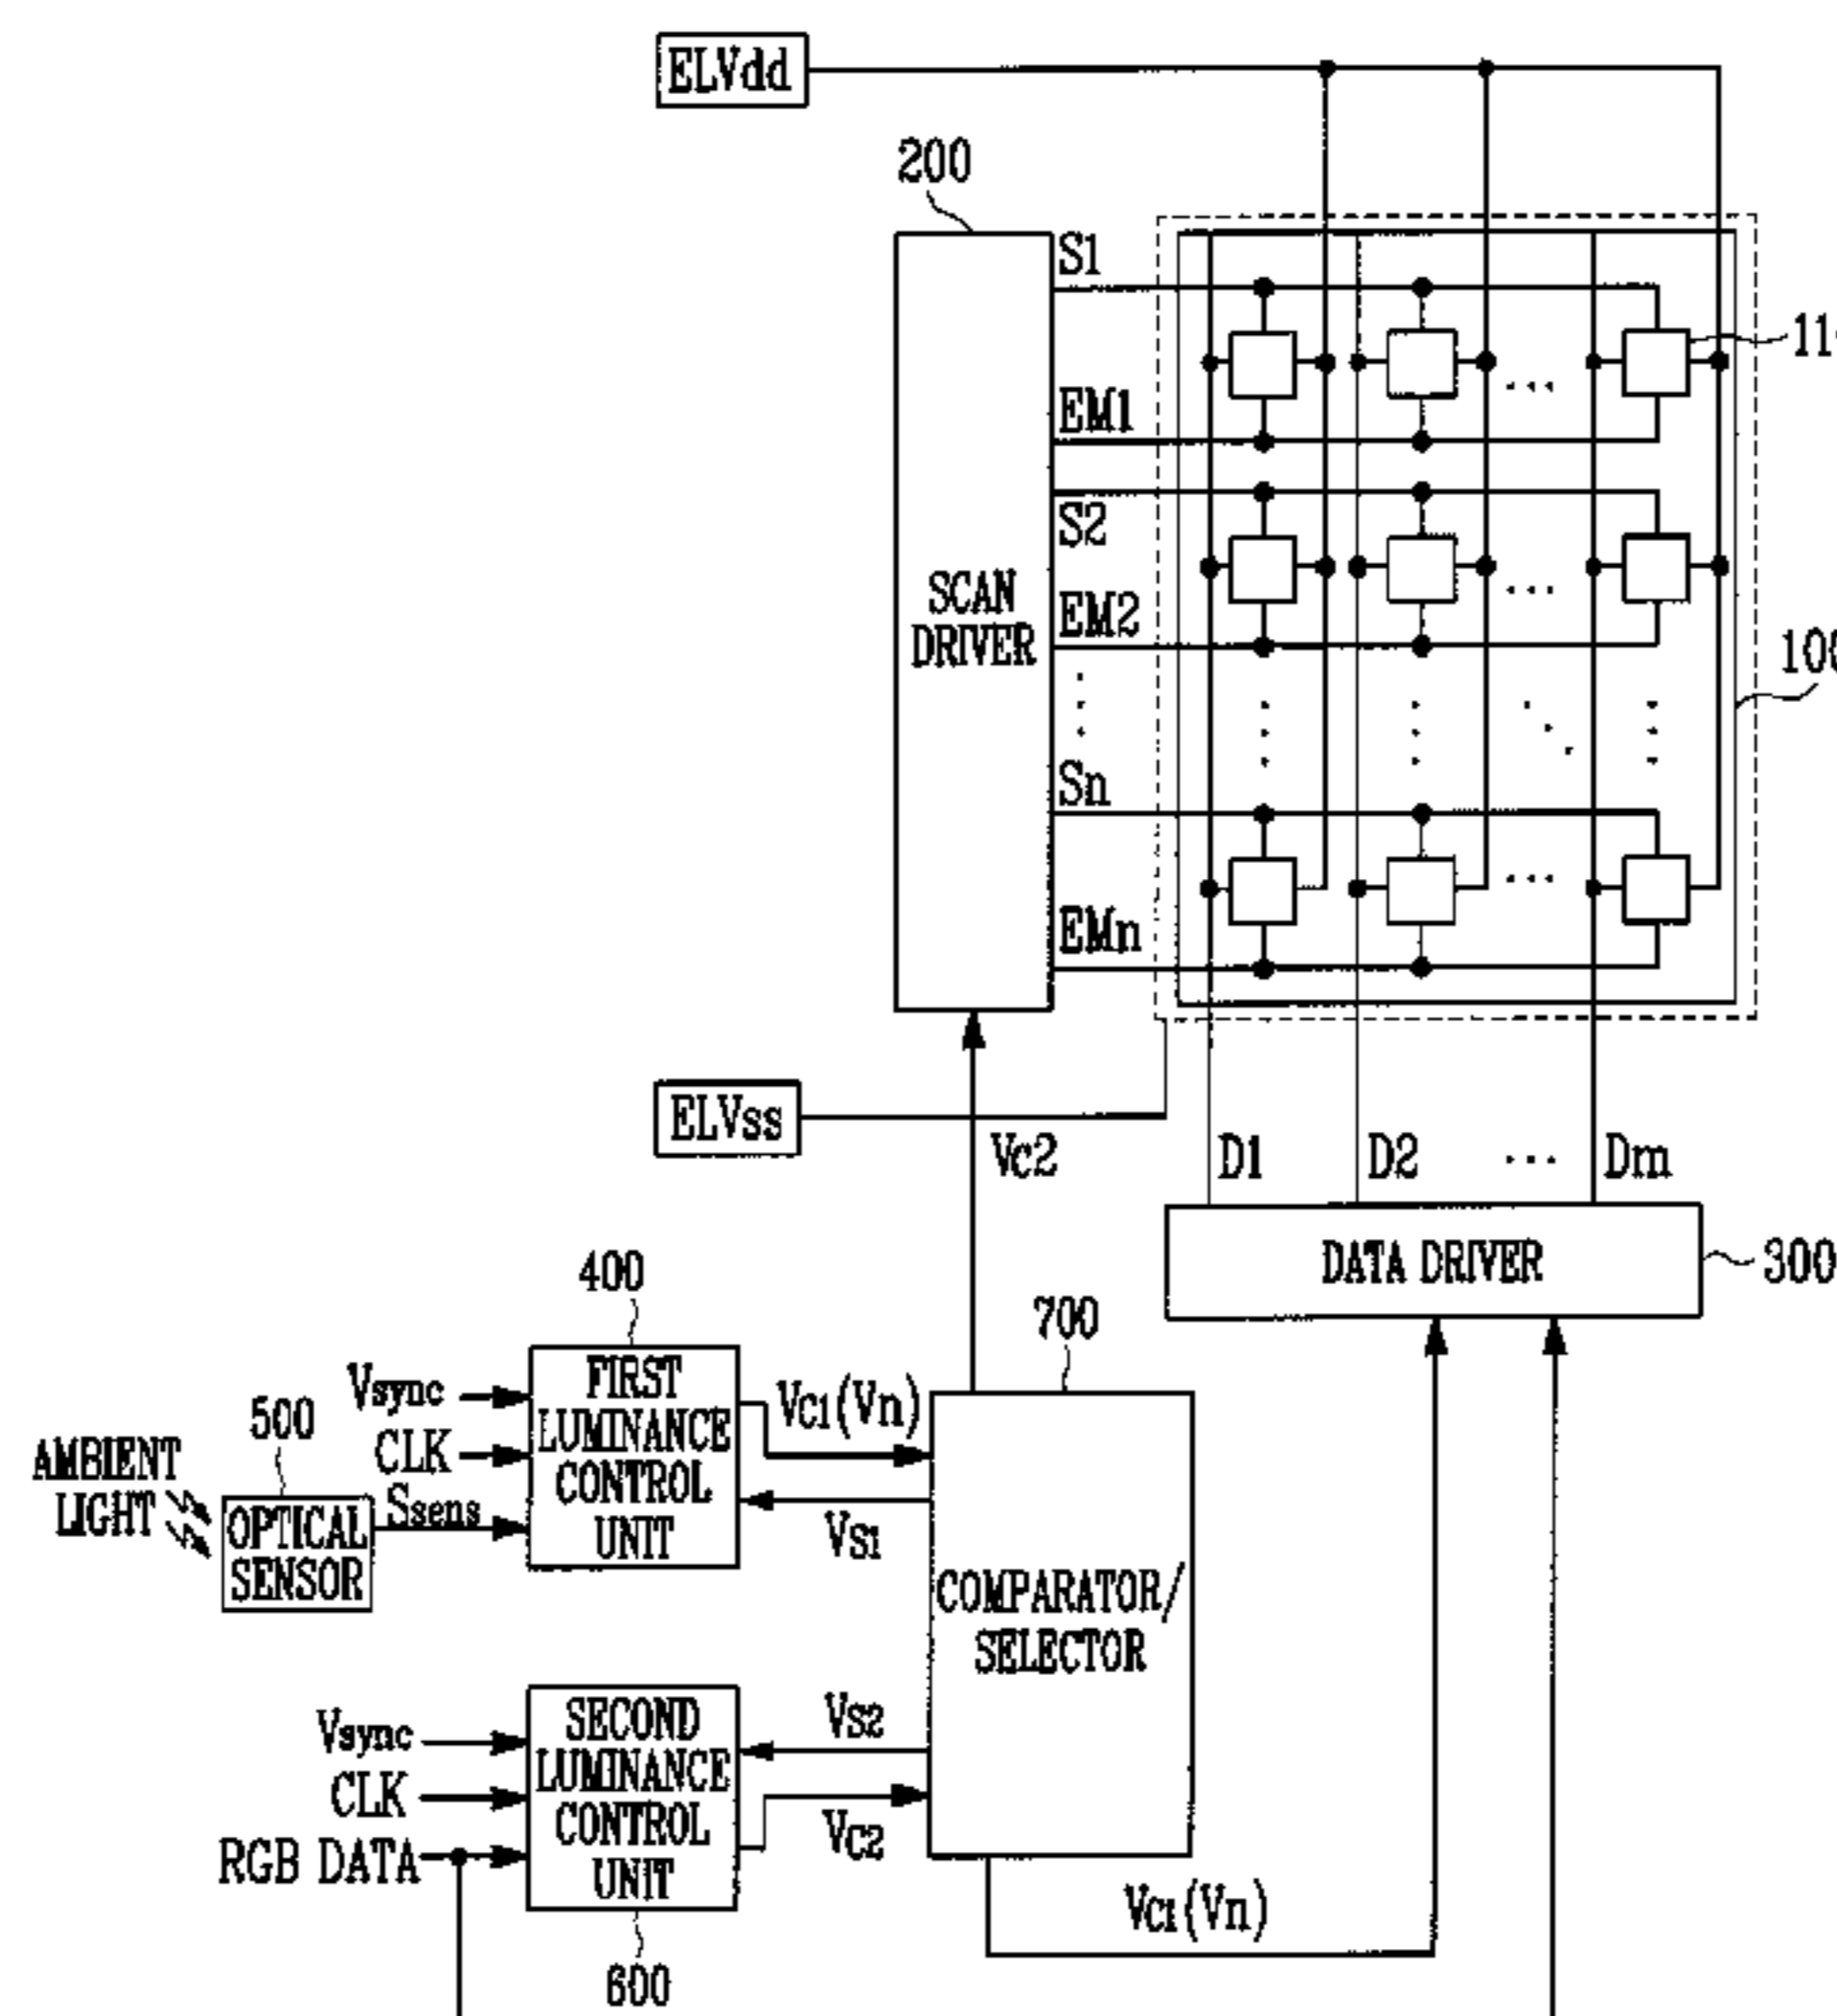 ELVdd
200
S1
EM1
S2
EM2
Sn
EMn
SCAN
DRIVER
100
ELVss
Vc2
D1 D2 ... Dm
DATA DRIVER
300
400
700
500
AMBIENT
LIGHT
OPTICAL
SENSOR
Vsync
CLK
Ssens
FIRST
LUMINANCE
CONTROL
UNIT
VC1(Vn)
VS1
COMPARATOR/
SELECTOR
Vsync
CLK
RGB DATA
SECOND
LUMINANCE
CONTROL
UNIT
VS2
VC2
600
VC1(Vn)